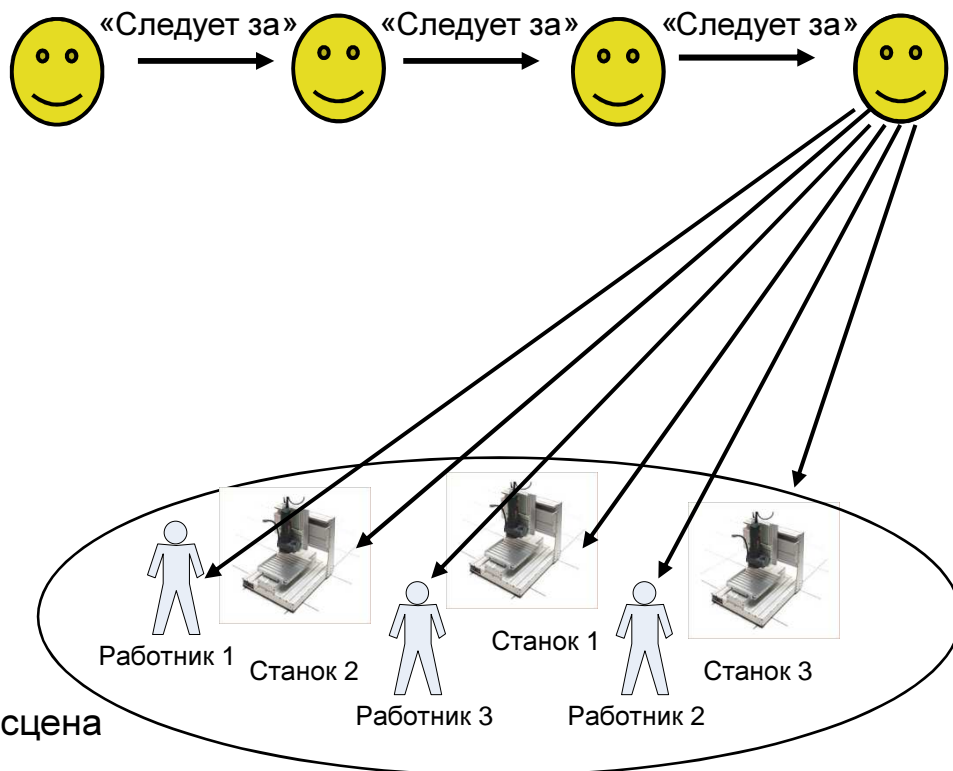 «Следует за» «Следует за» «Следует за»
Работник 1
Станок 2
Станок 1
Станок 3
Работник 3
Работник 2
сцена